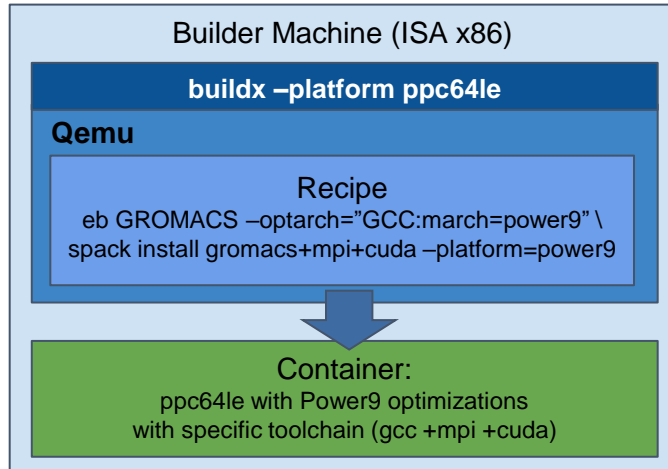 Builder Machine (ISA x86)
buildx –platform ppc64le
Qemu
Recipe
eb GROMACS –optarch=”GCC:march=power9” \
spack install gromacs+mpi+cuda –platform=power9
Container:
ppc64le with Power9 optimizations
with specific toolchain (gcc +mpi +cuda)